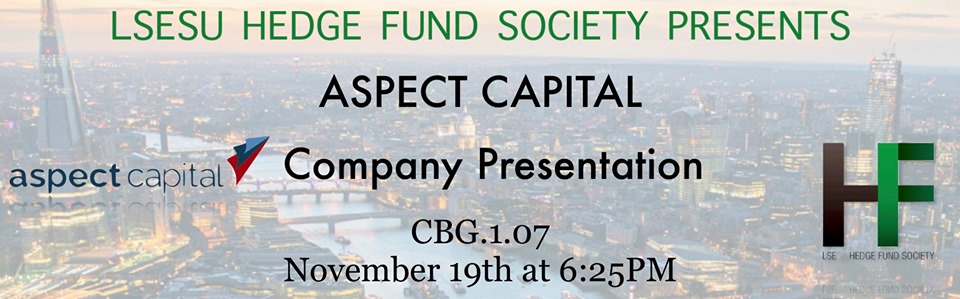 LSESU HEDGE FUND SOCIETY PRESENTS
ASPECT CAPITAL
aspect capital
Company Presentation
CBG.1.07
November 19th at 6:25PM
HF
LSE HEDGE FUND SOCIETY